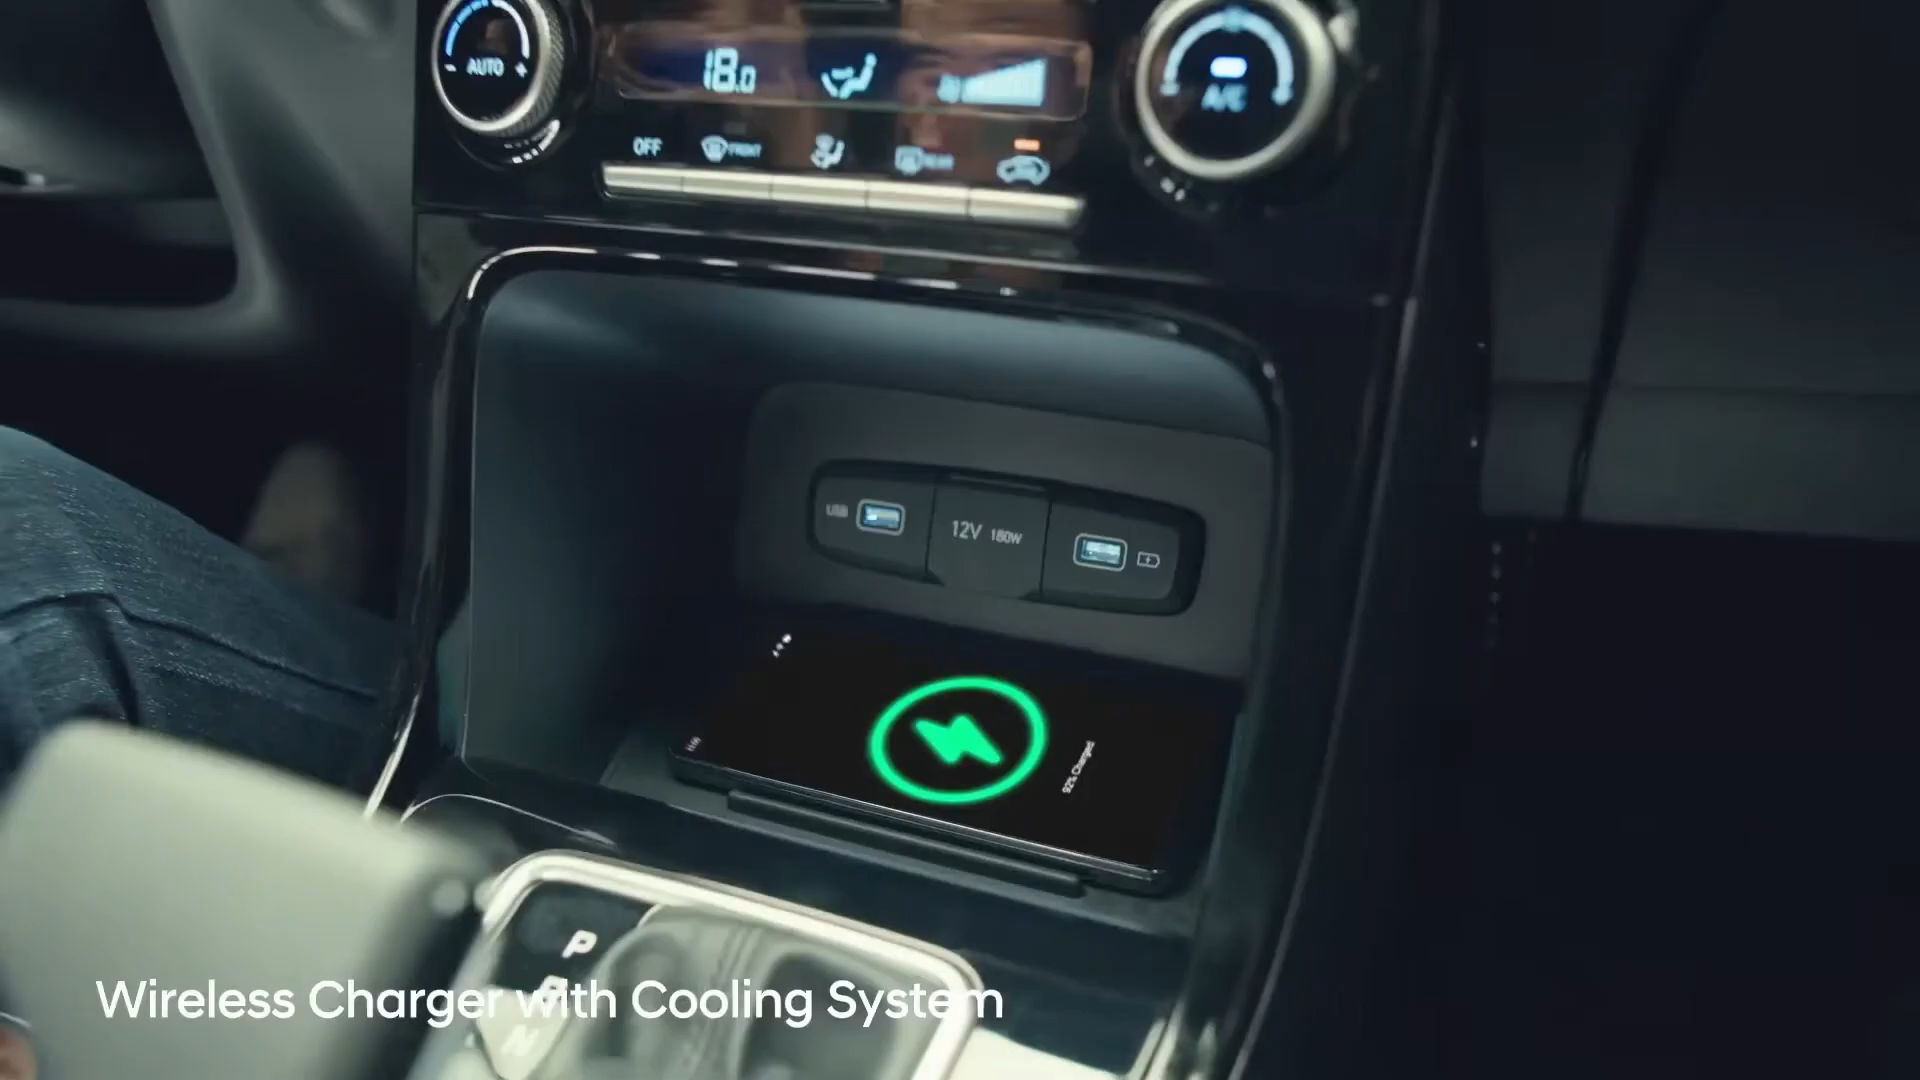 AUTO
18.0
A/C
OFF
FRONT
REAR
USB
12V 180W
92% Charged
P
R
N
Wireless Charger with Cooling System